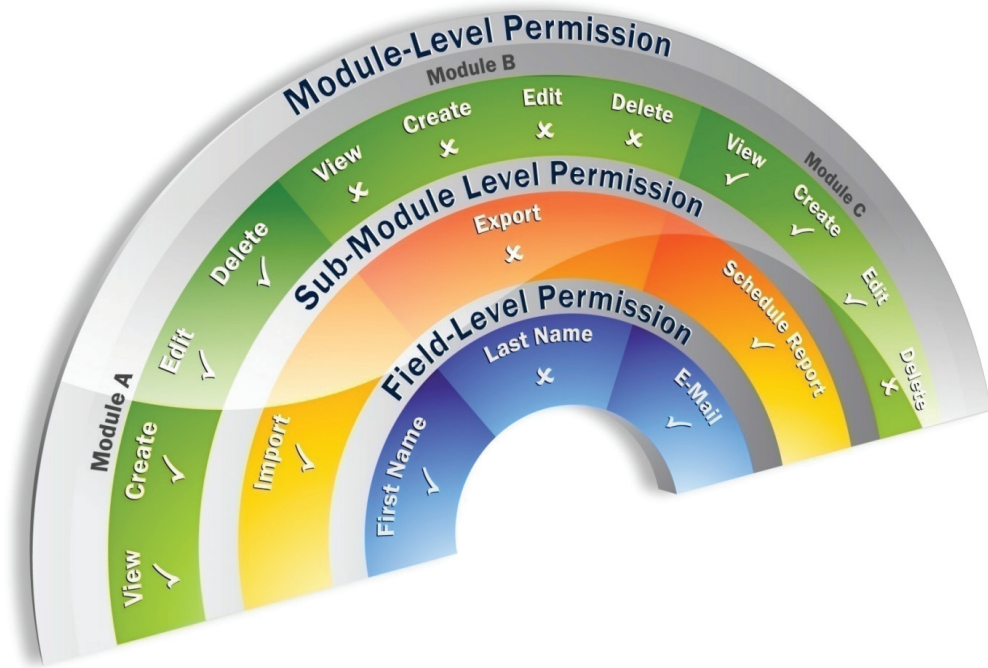 Module-Level Permission
Module A
View
Create
Edit
Delete
Module B
View
Create
Edit
Delete
Module C
View
Create
Edit
Delete
Sub-Module Level Permission
Import
Export
Schedule Report
Field-Level Permission
First Name
Last Name
E-Mail